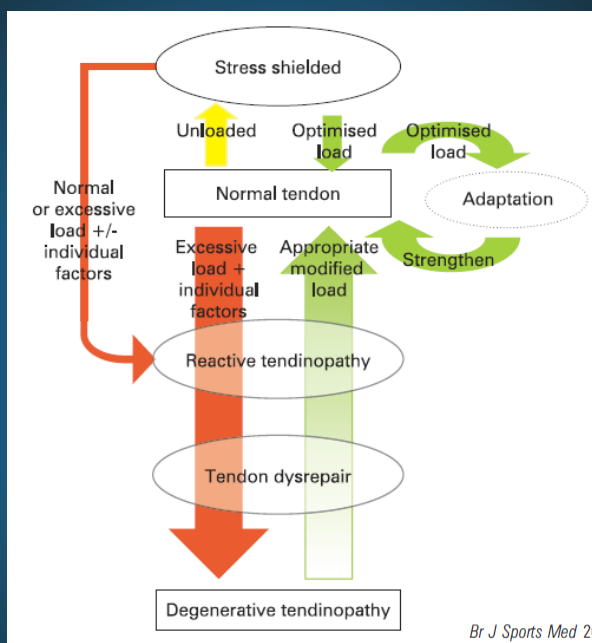 Stress shielded
Unloaded
Optimised
load
Optimised
load
Normal
or excessive
load +/-
individual
factors
Normal tendon
Adaptation
Excessive
load +
individual
factors
Appropriate
modified
load
Strengthen
Reactive tendinopathy
Tendon dysrepair
Degenerative tendinopathy
Br J Sports Med